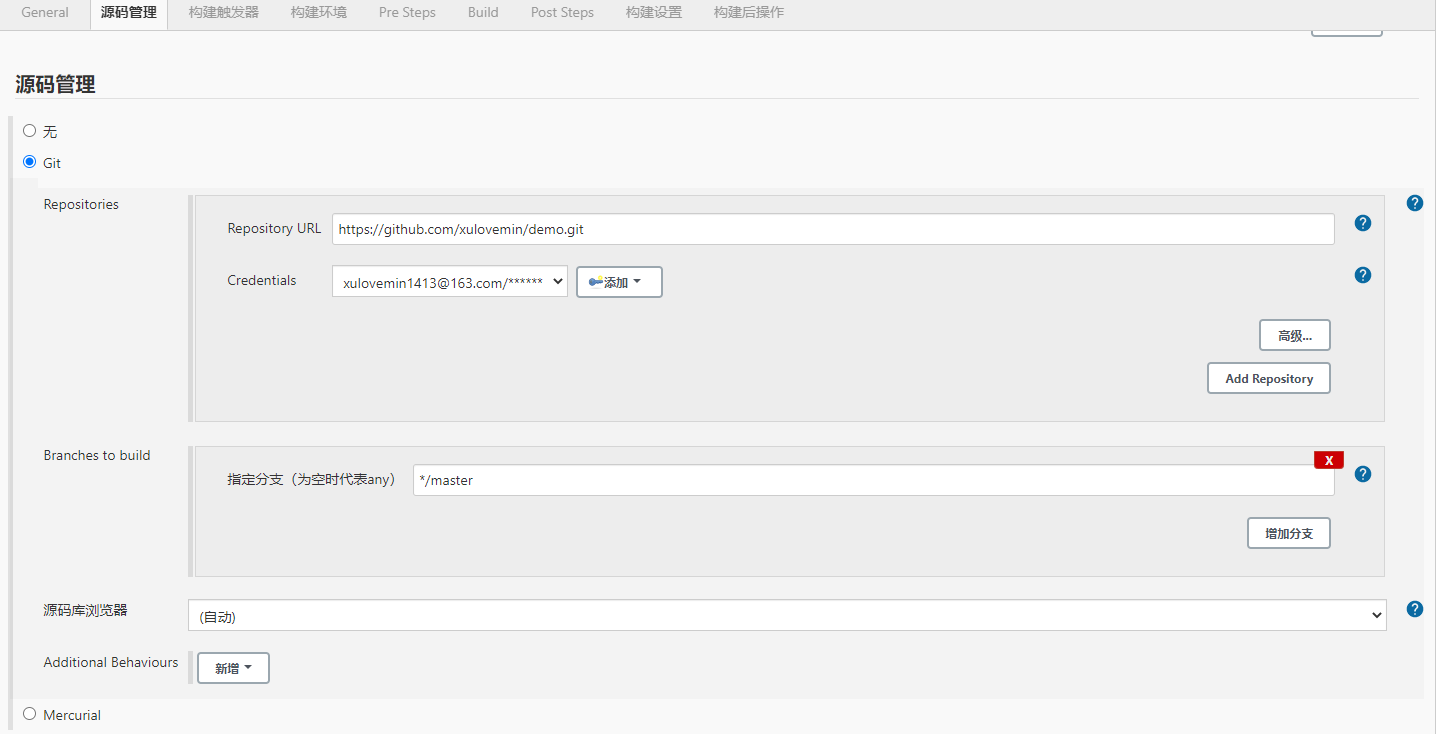 General 源码管理 构建触发器 构建环境 Pre Steps Build Post Steps 构建设置 构建后操作
源码管理
无
Git
Repositories
Repository URL https://github.com/xulovemin/demo.git
Credentials xulovemin1413@163.com/****** 添加
高级...
Add Repository
Branches to build
X
指定分支（为空时代表any） */master
增加分支
源码库浏览器 (自动)
Additional Behaviours 新增
Mercurial